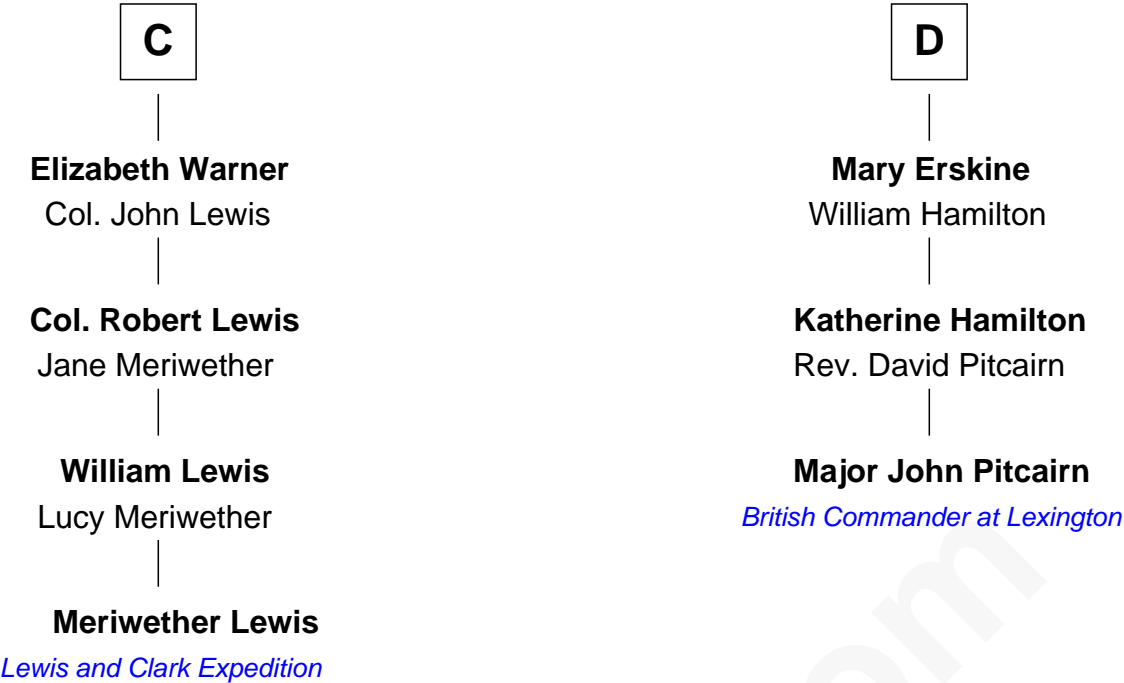 C
Elizabeth Warner
Col. John Lewis
Col. Robert Lewis
Jane Meriwether
William Lewis
Lucy Meriwether
Meriwether Lewis
Lewis and Clark Expedition
D
Mary Erskine
William Hamilton
Katherine Hamilton
Rev. David Pitcairn
Major John Pitcairn
British Commander at Lexington
om